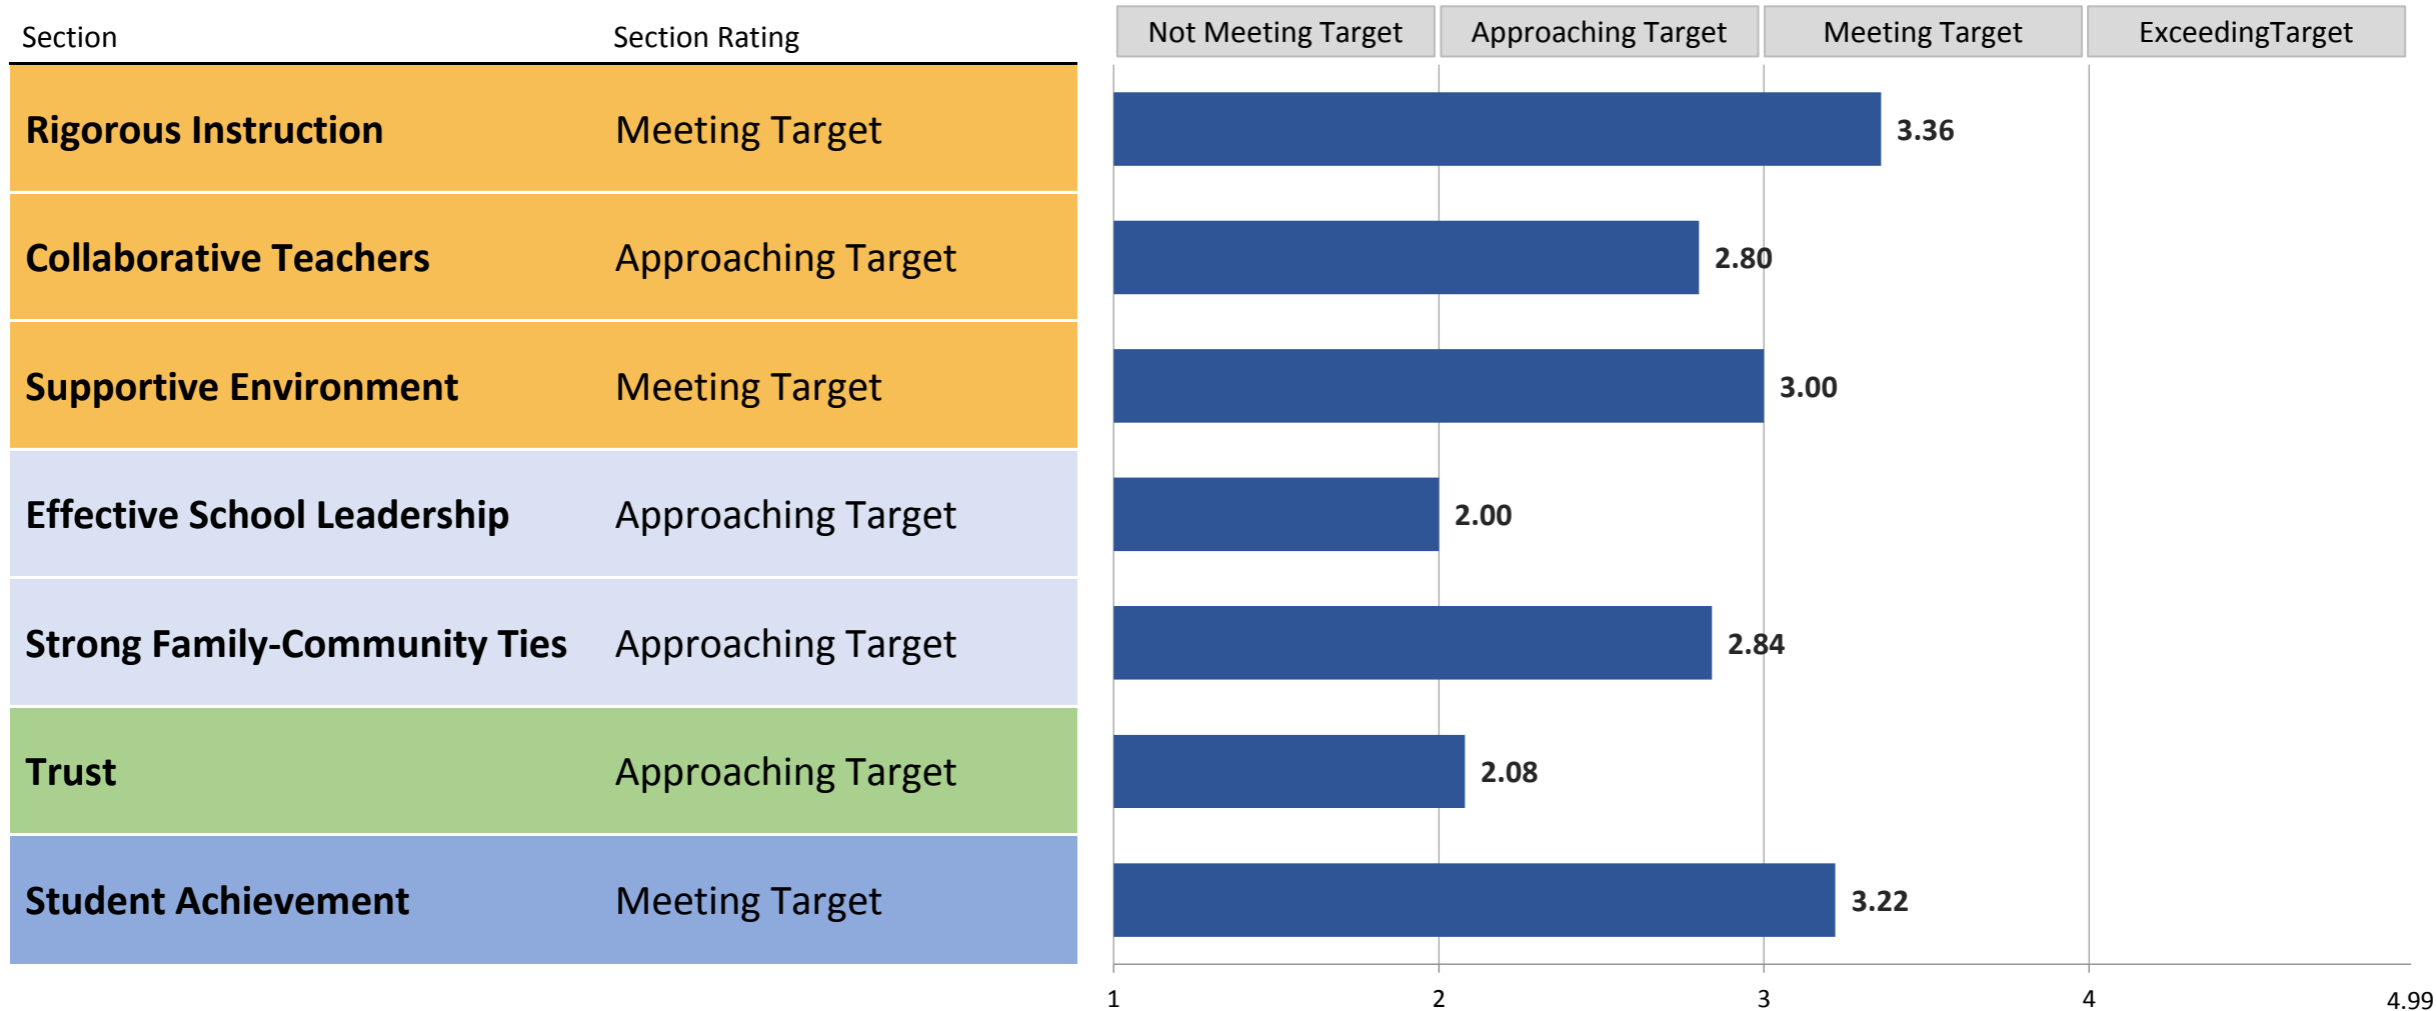 Section Section Rating Not Meeting Target Approaching Target Meeting Target ExceedingTarget
Rigorous Instruction Meeting Target 3.36
Collaborative Teachers Approaching Target 2.80
Supportive Environment Meeting Target 3.00
Effective School Leadership Approaching Target 2.00
Strong Family-Community Ties Approaching Target 2.84
Trust Approaching Target 2.08
Student Achievement Meeting Target 3.22
1 2 3 4 4.99